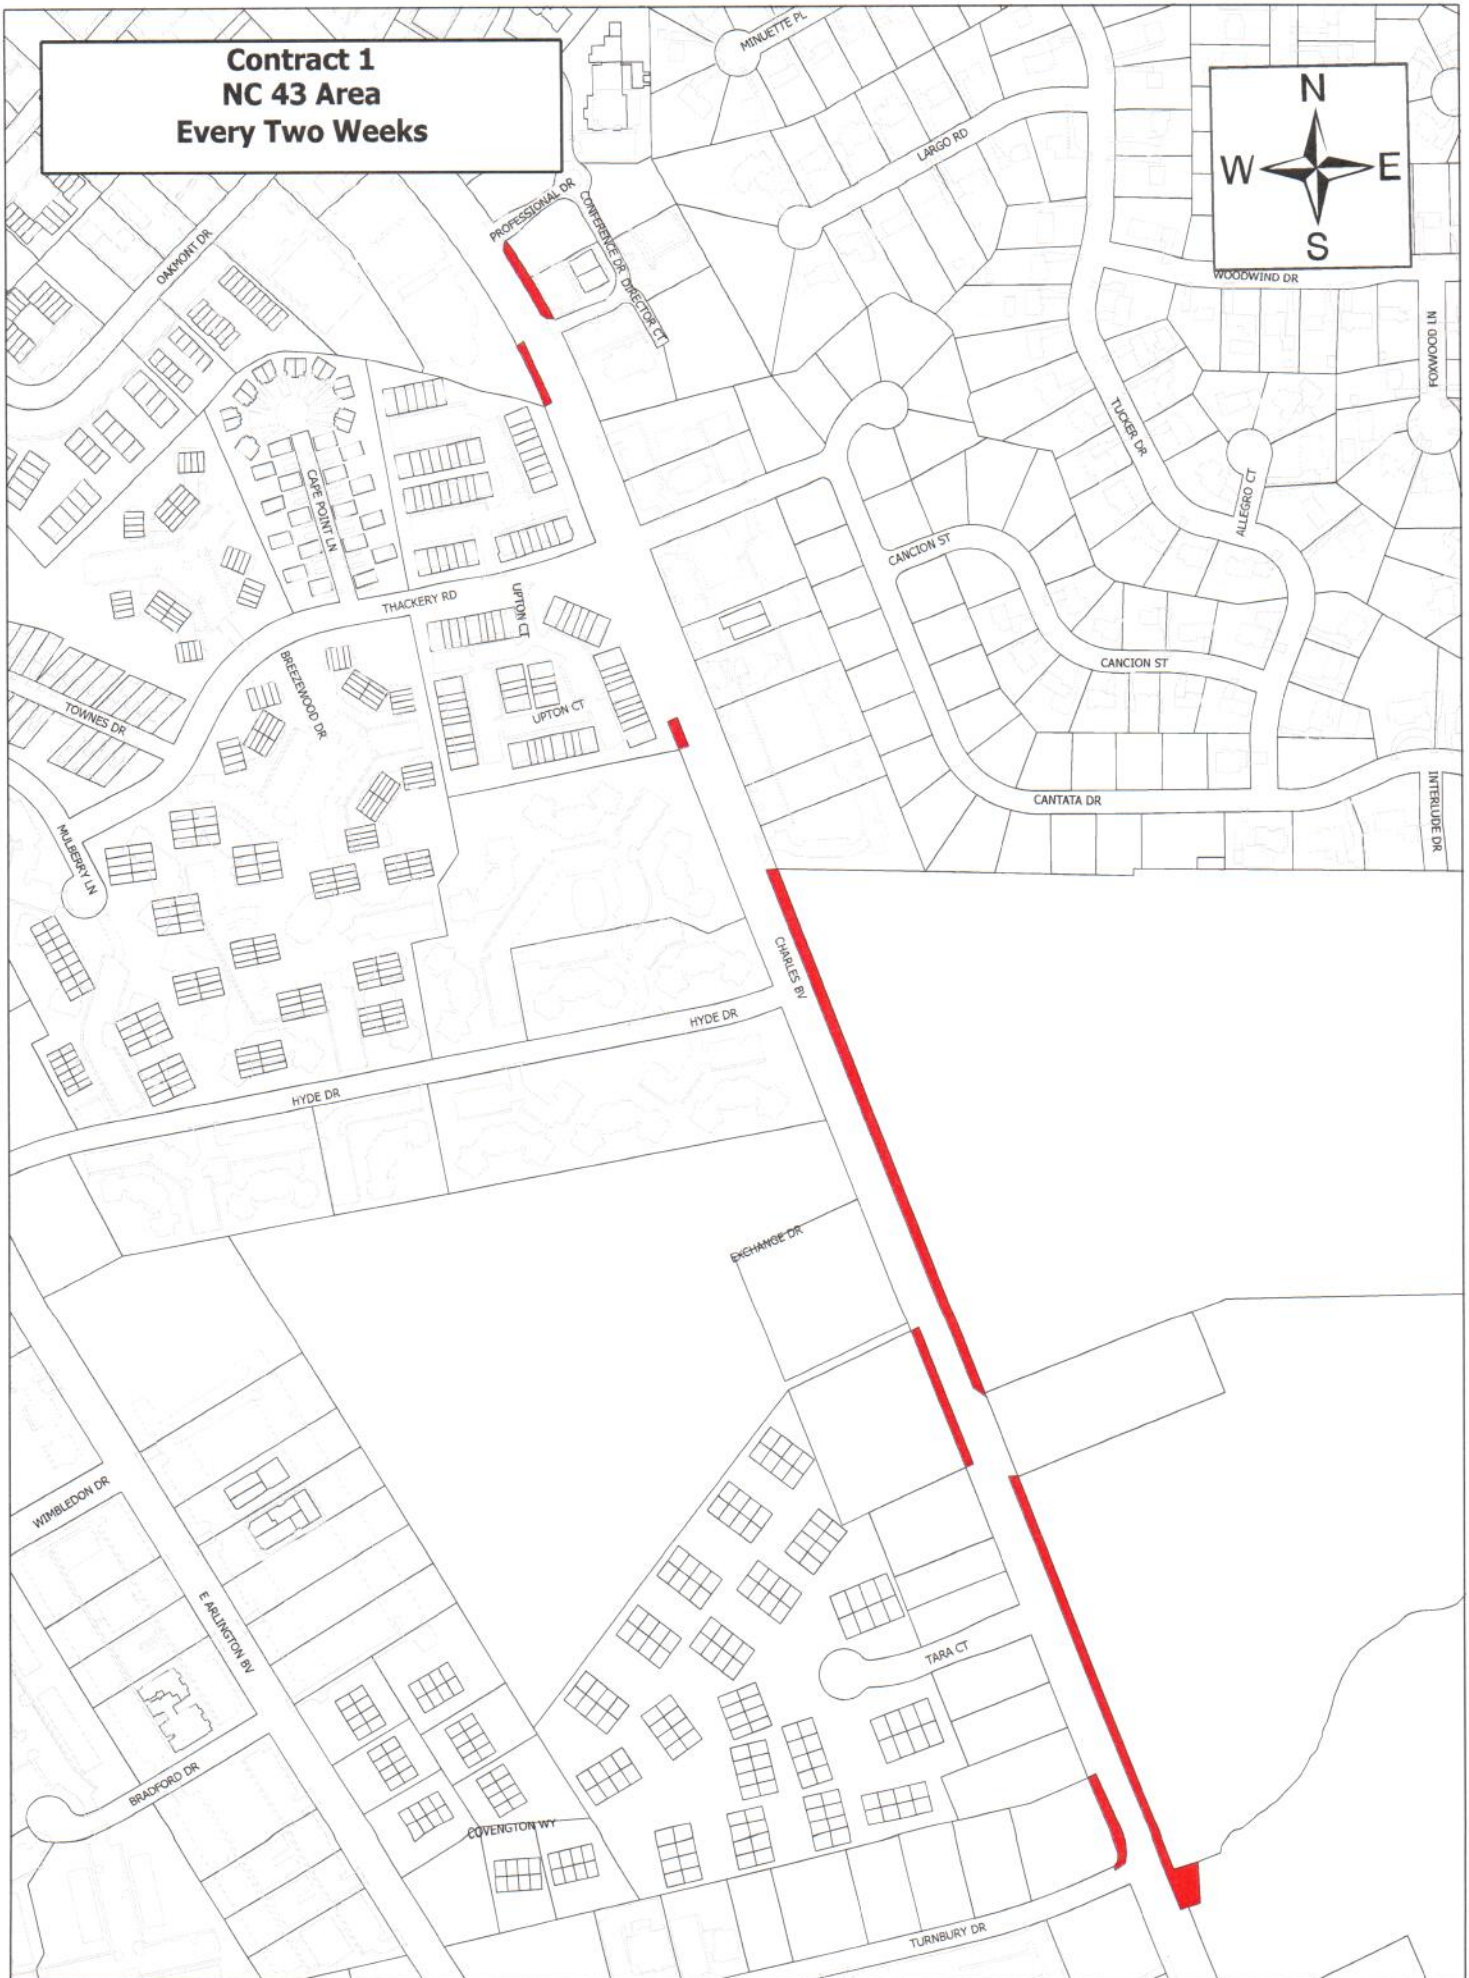 Contract 1
NC 43 Area
Every Two Weeks
MINUETTE PL
N
W
E
S
LARGO RD
PROFESSIONAL DR
CONFERENCE DR
DIRECTOR CT
OAKMONT DR
WOODWIND DR
FOXWOOD LN
TUCKER DR
ALLEGRO CT
CAPE POINT LN
CANCION ST
THACKERY RD
UPTON CT
BREEZEWOOD DR
CANCION ST
TOWNES DR
UPTON CT
CANTATA DR
INTERLUDE DR
MULBERRY LN
CHARLES BV
HYDE DR
HYDE DR
EXCHANGE DR
WIMBLEDON DR
E ARLINGTON BV
TARA CT
BRADFORD DR
COVENGTON WY
TURNBURY DR